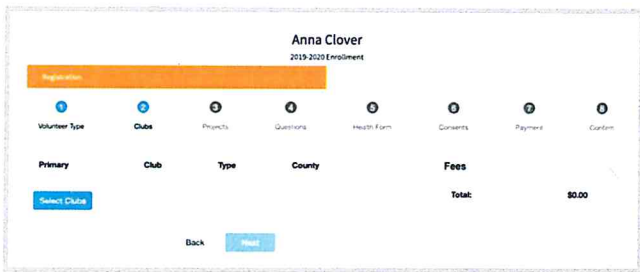 Anna Clover
2019-2020 Enrollment
Registration
1 2 3 4 5 6 7 8
Volunteer Type Clubs Projects Questions Health Form Consents Payment Confirm
Primary Club Type County Fees
Select Clubs Total: $0.00
Back Next